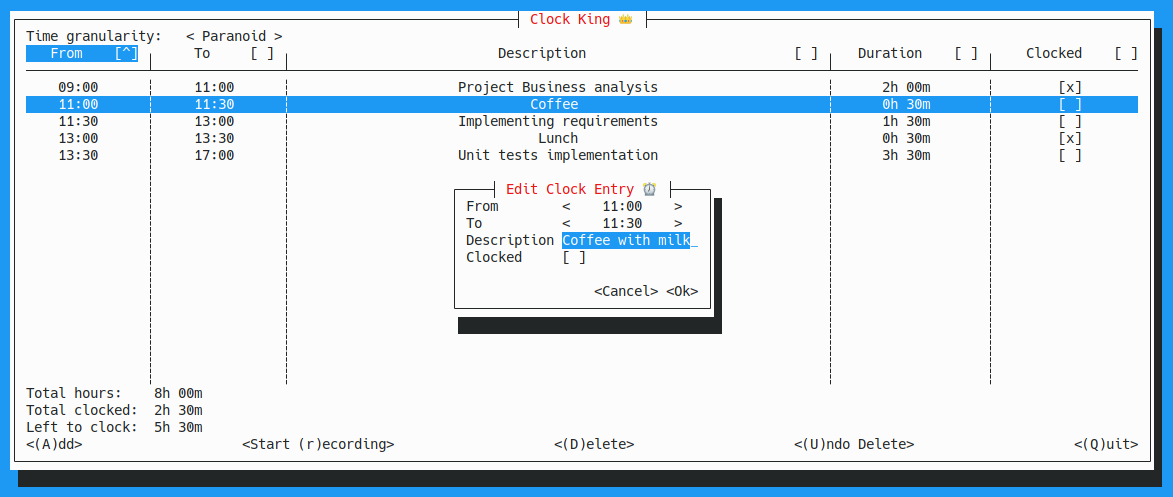 Clock King 👑
Time granularity: < Paranoid >
From [^] To [ ] Description [ ] Duration [ ] Clocked [ ]
09:00 11:00 Project Business analysis 2h 00m [x]
11:00 11:30 Coffee 0h 30m [ ]
11:30 13:00 Implementing requirements 1h 30m [ ]
13:00 13:30 Lunch 0h 30m [x]
13:30 17:00 Unit tests implementation 3h 30m [ ]
Edit Clock Entry ⏰
From < 11:00 >
To < 11:30 >
Description Coffee with milk_
Clocked [ ]
<Cancel> <Ok>
Total hours: 8h 00m
Total clocked: 2h 30m
Left to clock: 5h 30m
<(A)dd> <Start (r)ecording> <(D)elete> <(U)ndo Delete> <(Q)uit>